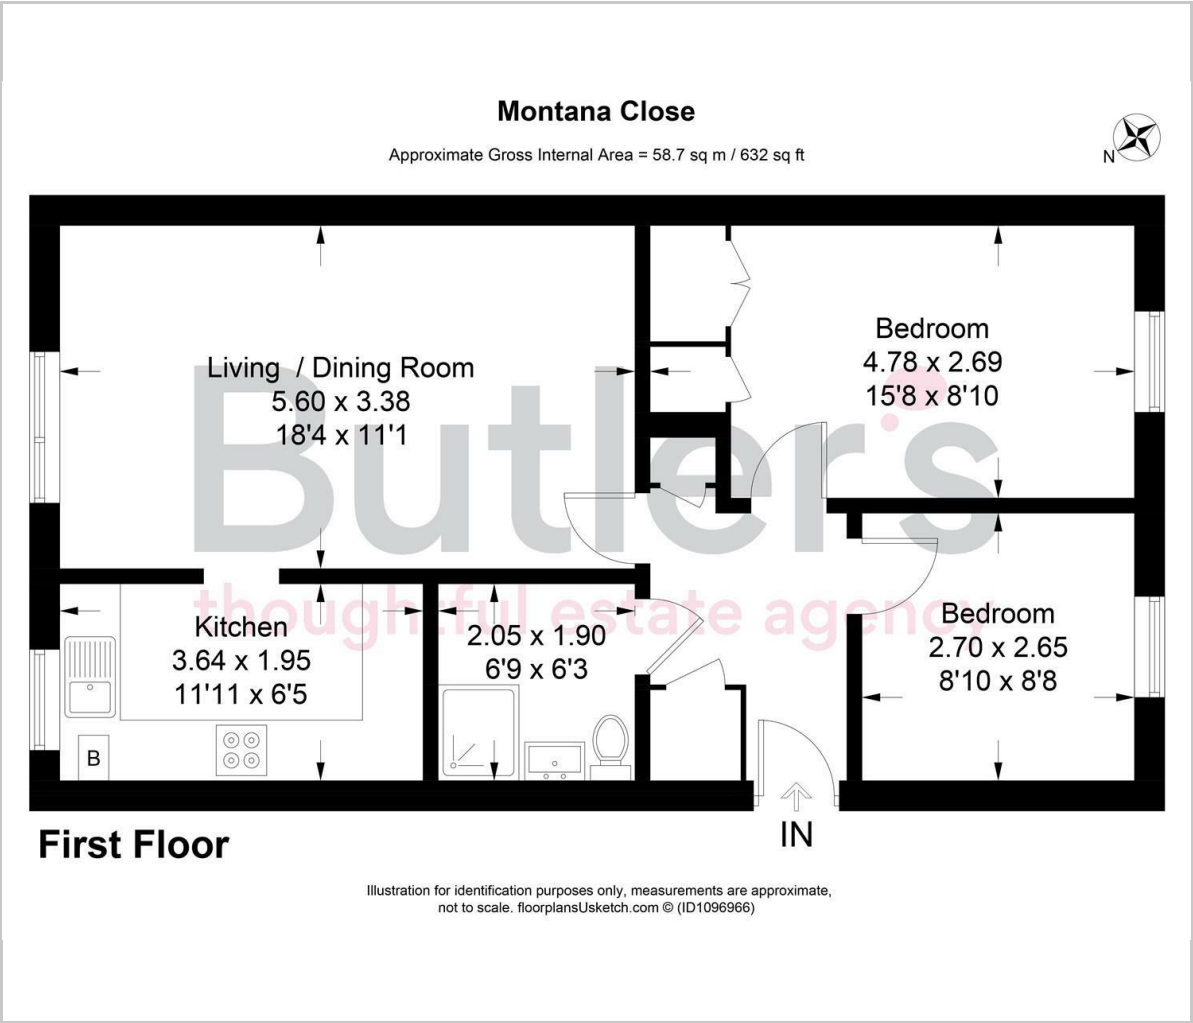 Montana Close
Approximate Gross Internal Area = 58.7 sq m / 632 sq ft
N
Living / Dining Room
5.60 x 3.38
18'4 x 11'1
Bedroom
4.78 x 2.69
15'8 x 8'10
Butler's
thoughtful estate agency
Kitchen
3.64 x 1.95
11'11 x 6'5
2.05 x 1.90
6'9 x 6'3
Bedroom
2.70 x 2.65
8'10 x 8'8
B
IN
First Floor
Illustration for identification purposes only, measurements are approximate,
not to scale. floorplansUsketch.com © (ID1096966)